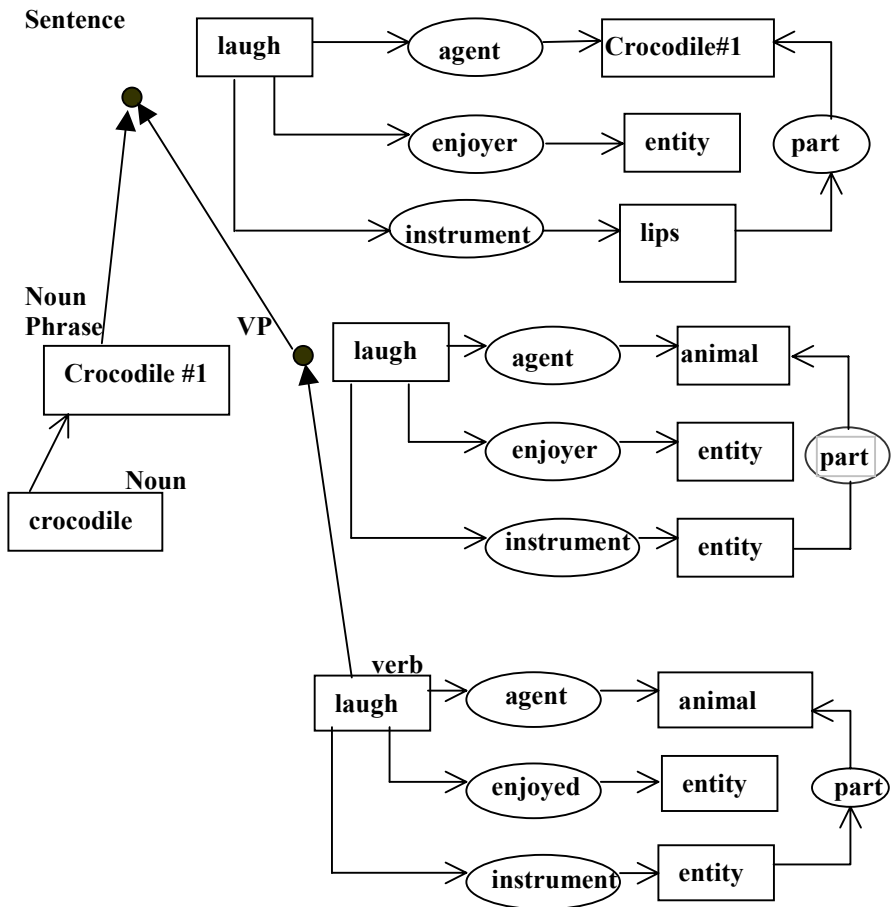 Sentence
laugh
agent
Crocodile#1
enjoyer
entity
part
instrument
lips
Noun
Phrase
VP
Crocodile #1
Noun
crocodile
laugh
agent
animal
enjoyer
entity
part
instrument
entity
verb
laugh
agent
animal
enjoyed
entity
part
instrument
entity